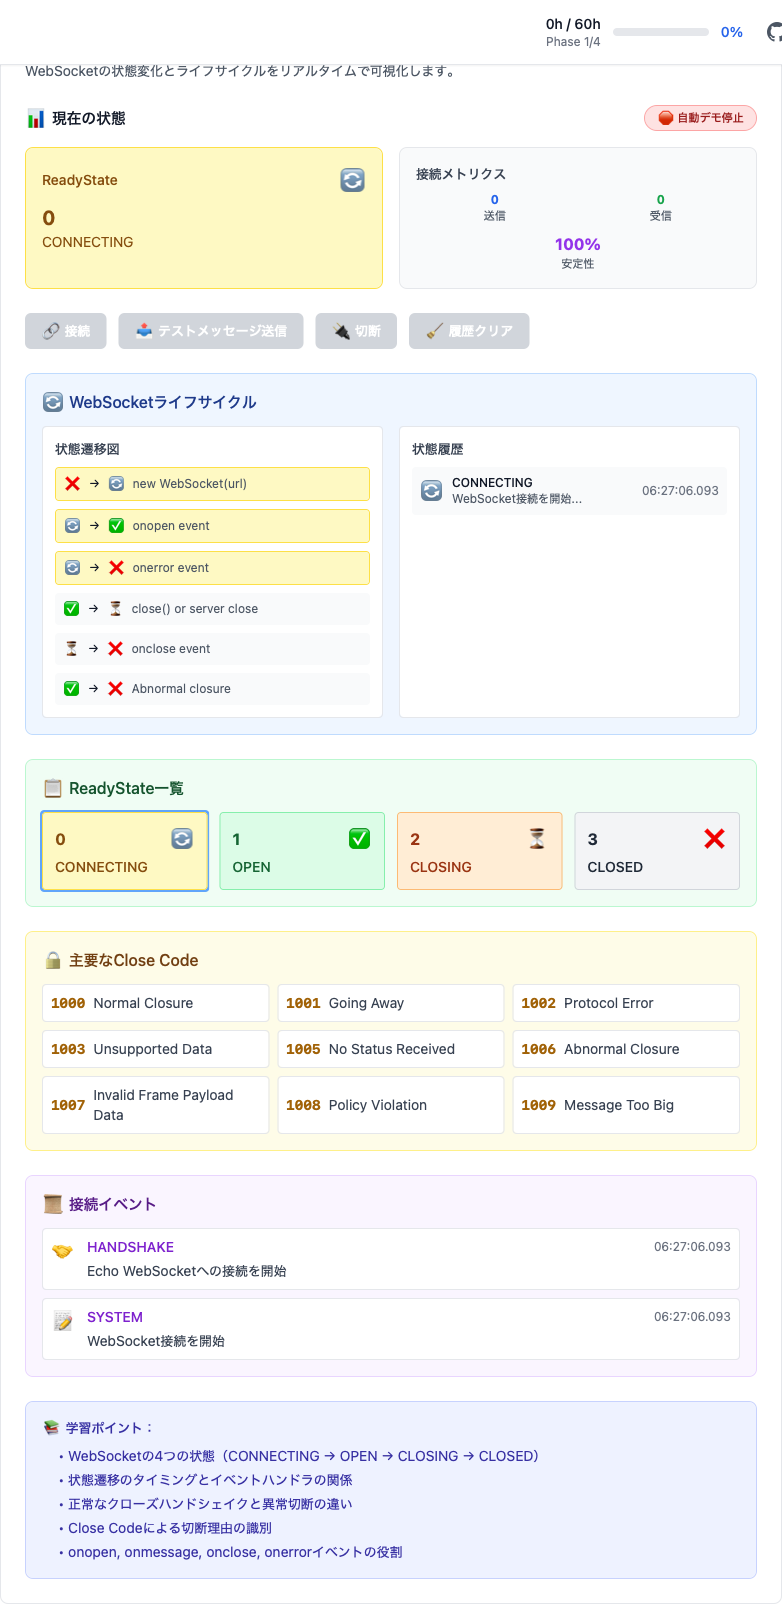 0h / 60h
Phase 1/4
0%
WebSocketの状態変化とライフサイクルをリアルタイムで可視化します。
現在の状態
自動デモ停止
ReadyState
0
CONNECTING
接続メトリクス
0
送信
0
受信
100%
安定性
接続
テストメッセージ送信
切断
履歴クリア
WebSocketライフサイクル
状態遷移図
→ new WebSocket(url)
→ onopen event
→ onerror event
→ close() or server close
→ onclose event
→ Abnormal closure
状態履歴
CONNECTING
WebSocket接続を開始...
06:27:06.093
ReadyState一覧
0
CONNECTING
1
OPEN
2
CLOSING
3
CLOSED
主要なClose Code
1000 Normal Closure
1001 Going Away
1002 Protocol Error
1003 Unsupported Data
1005 No Status Received
1006 Abnormal Closure
1007 Invalid Frame Payload
Data
1008 Policy Violation
1009 Message Too Big
接続イベント
HANDSHAKE
06:27:06.093
Echo WebSocketへの接続を開始
SYSTEM
06:27:06.093
WebSocket接続を開始
学習ポイント：
• WebSocketの4つの状態（CONNECTING → OPEN → CLOSING → CLOSED）
• 状態遷移のタイミングとイベントハンドラの関係
• 正常なクローズハンドシェイクと異常切断の違い
• Close Codeによる切断理由の識別
• onopen, onmessage, onclose, onerrorイベントの役割